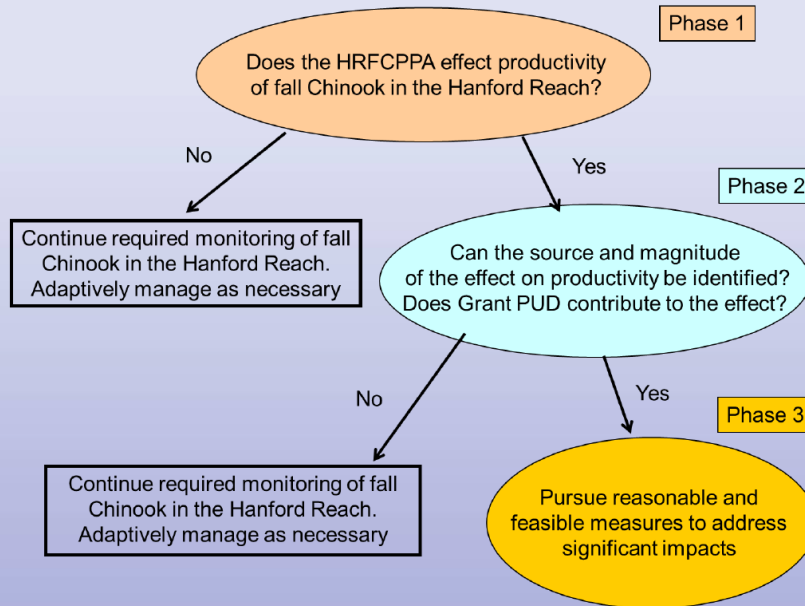 Phase 1
Does the HRFCPPA effect productivity
of fall Chinook in the Hanford Reach?
No
Yes
Phase 2
Continue required monitoring of fall
Chinook in the Hanford Reach.
Adaptively manage as necessary
Can the source and magnitude
of the effect on productivity be identified?
Does Grant PUD contribute to the effect?
No
Yes
Phase 3
Continue required monitoring of fall
Chinook in the Hanford Reach.
Adaptively manage as necessary
Pursue reasonable and
feasible measures to address
significant impacts